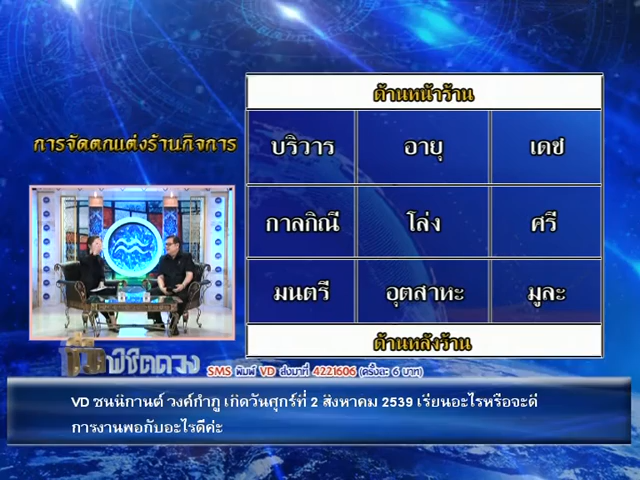 ด้านหน้าร้าน
การจัดตกแต่งร้านกิจการ
บริวาร อายุ เดช
กาลกิณี โล่ง ศรี
มนตรี อุตสาหะ มูละ
ด้านหลังร้าน
พิชิตดวง
SMS พิมพ์ VD ส่งมาที่ 4221606 (ครั้งละ 6 บาท)
VD ชนนิกานต์ วงศ์กำภู เกิดวันศุกร์ที่ 2 สิงหาคม 2539 เรียนอะไรหรือจะดี
การงานพอกับอะไรดีค่ะ